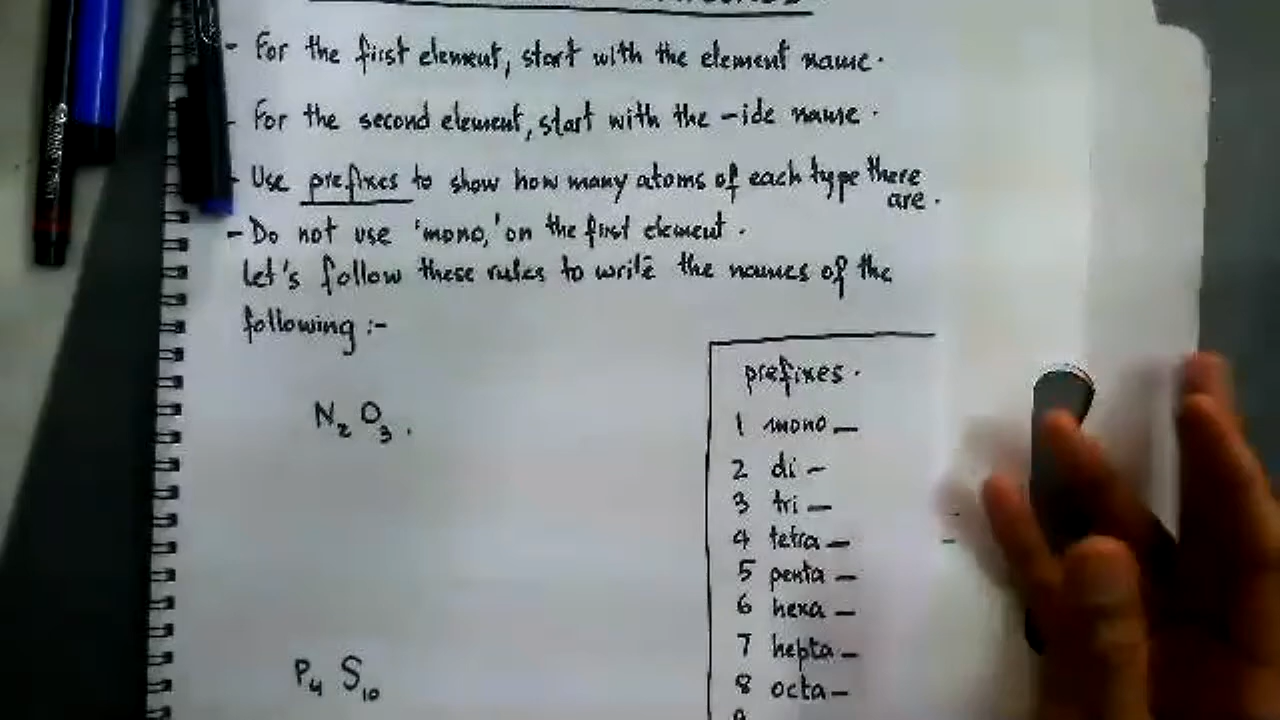 - For the first element, start with the element name.
- For the second element, start with the -ide name.
- Use prefixes to show how many atoms of each type there
are.
- Do not use 'mono,' on the first element.
Let's follow these rules to write the names of the
following :-
N2O3.
prefixes.
1 mono-
2 di-
3 tri-
4 tetra-
5 penta-
6 hexa-
7 hepta-
8 octa-
P4 S10